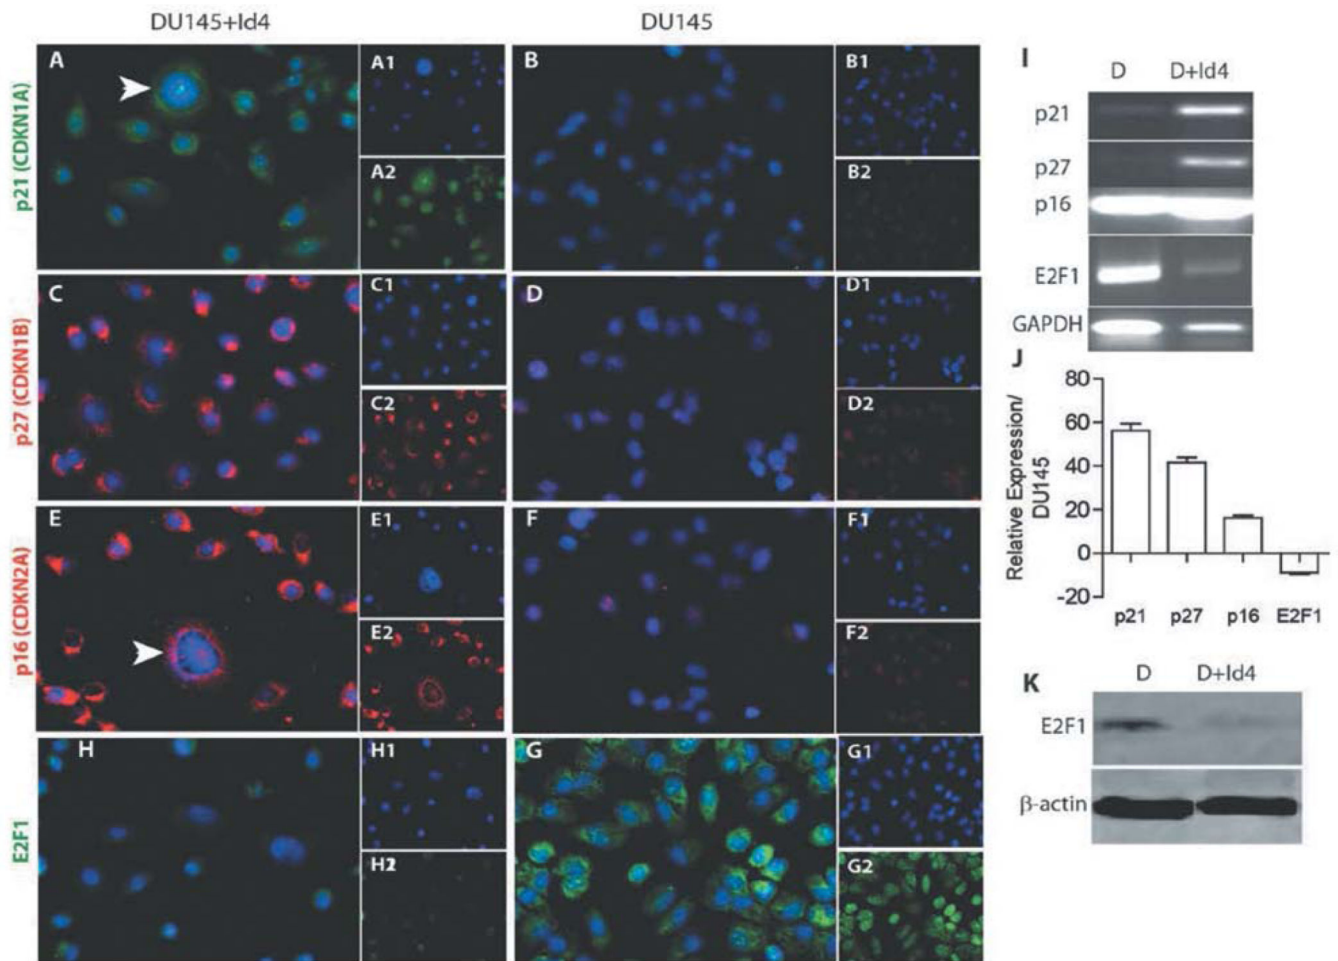 DU145+Id4
DU145
p21 (CDKN1A)
A
A1
A2
B
B1
B2
p27 (CDKN1B)
C
C1
C2
D
D1
D2
p16 (CDKN2A)
E
E1
E2
F
F1
F2
E2F1
H
H1
H2
G
G1
G2
I
D D+Id4
p21
p27
p16
E2F1
GAPDH
J
Relative Expression/
DU145
80
60
40
20
0
-20
p21 p27 p16 E2F1
K
D D+Id4
E2F1
β-actin